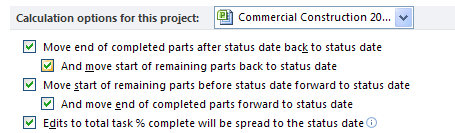 Calculation options for this project: Commercial Construction 20...
Move end of completed parts after status date back to status date
And move start of remaining parts back to status date
Move start of remaining parts before status date forward to status date
And move end of completed parts forward to status date
Edits to total task % complete will be spread to the status date